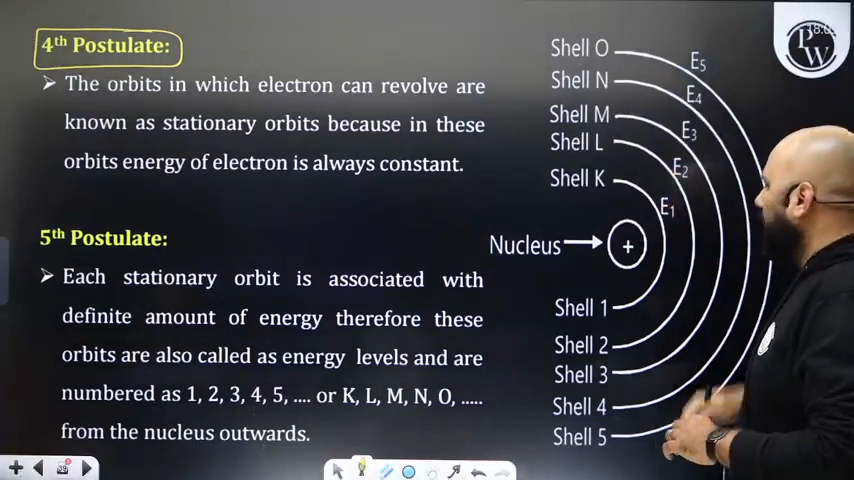 4th Postulate:
➤ The orbits in which electron can revolve are
known as stationary orbits because in these
orbits energy of electron is always constant.
5th Postulate:
➤ Each stationary orbit is associated with
definite amount of energy therefore these
orbits are also called as energy levels and are
numbered as 1, 2, 3, 4, 5, .... or K, L, M, N, O, .....
from the nucleus outwards.
Shell O
Shell N
Shell M
Shell L
Shell K
E5
E4
E3
E2
E1
Nucleus
+
Shell 1
Shell 2
Shell 3
Shell 4
Shell 5
PW